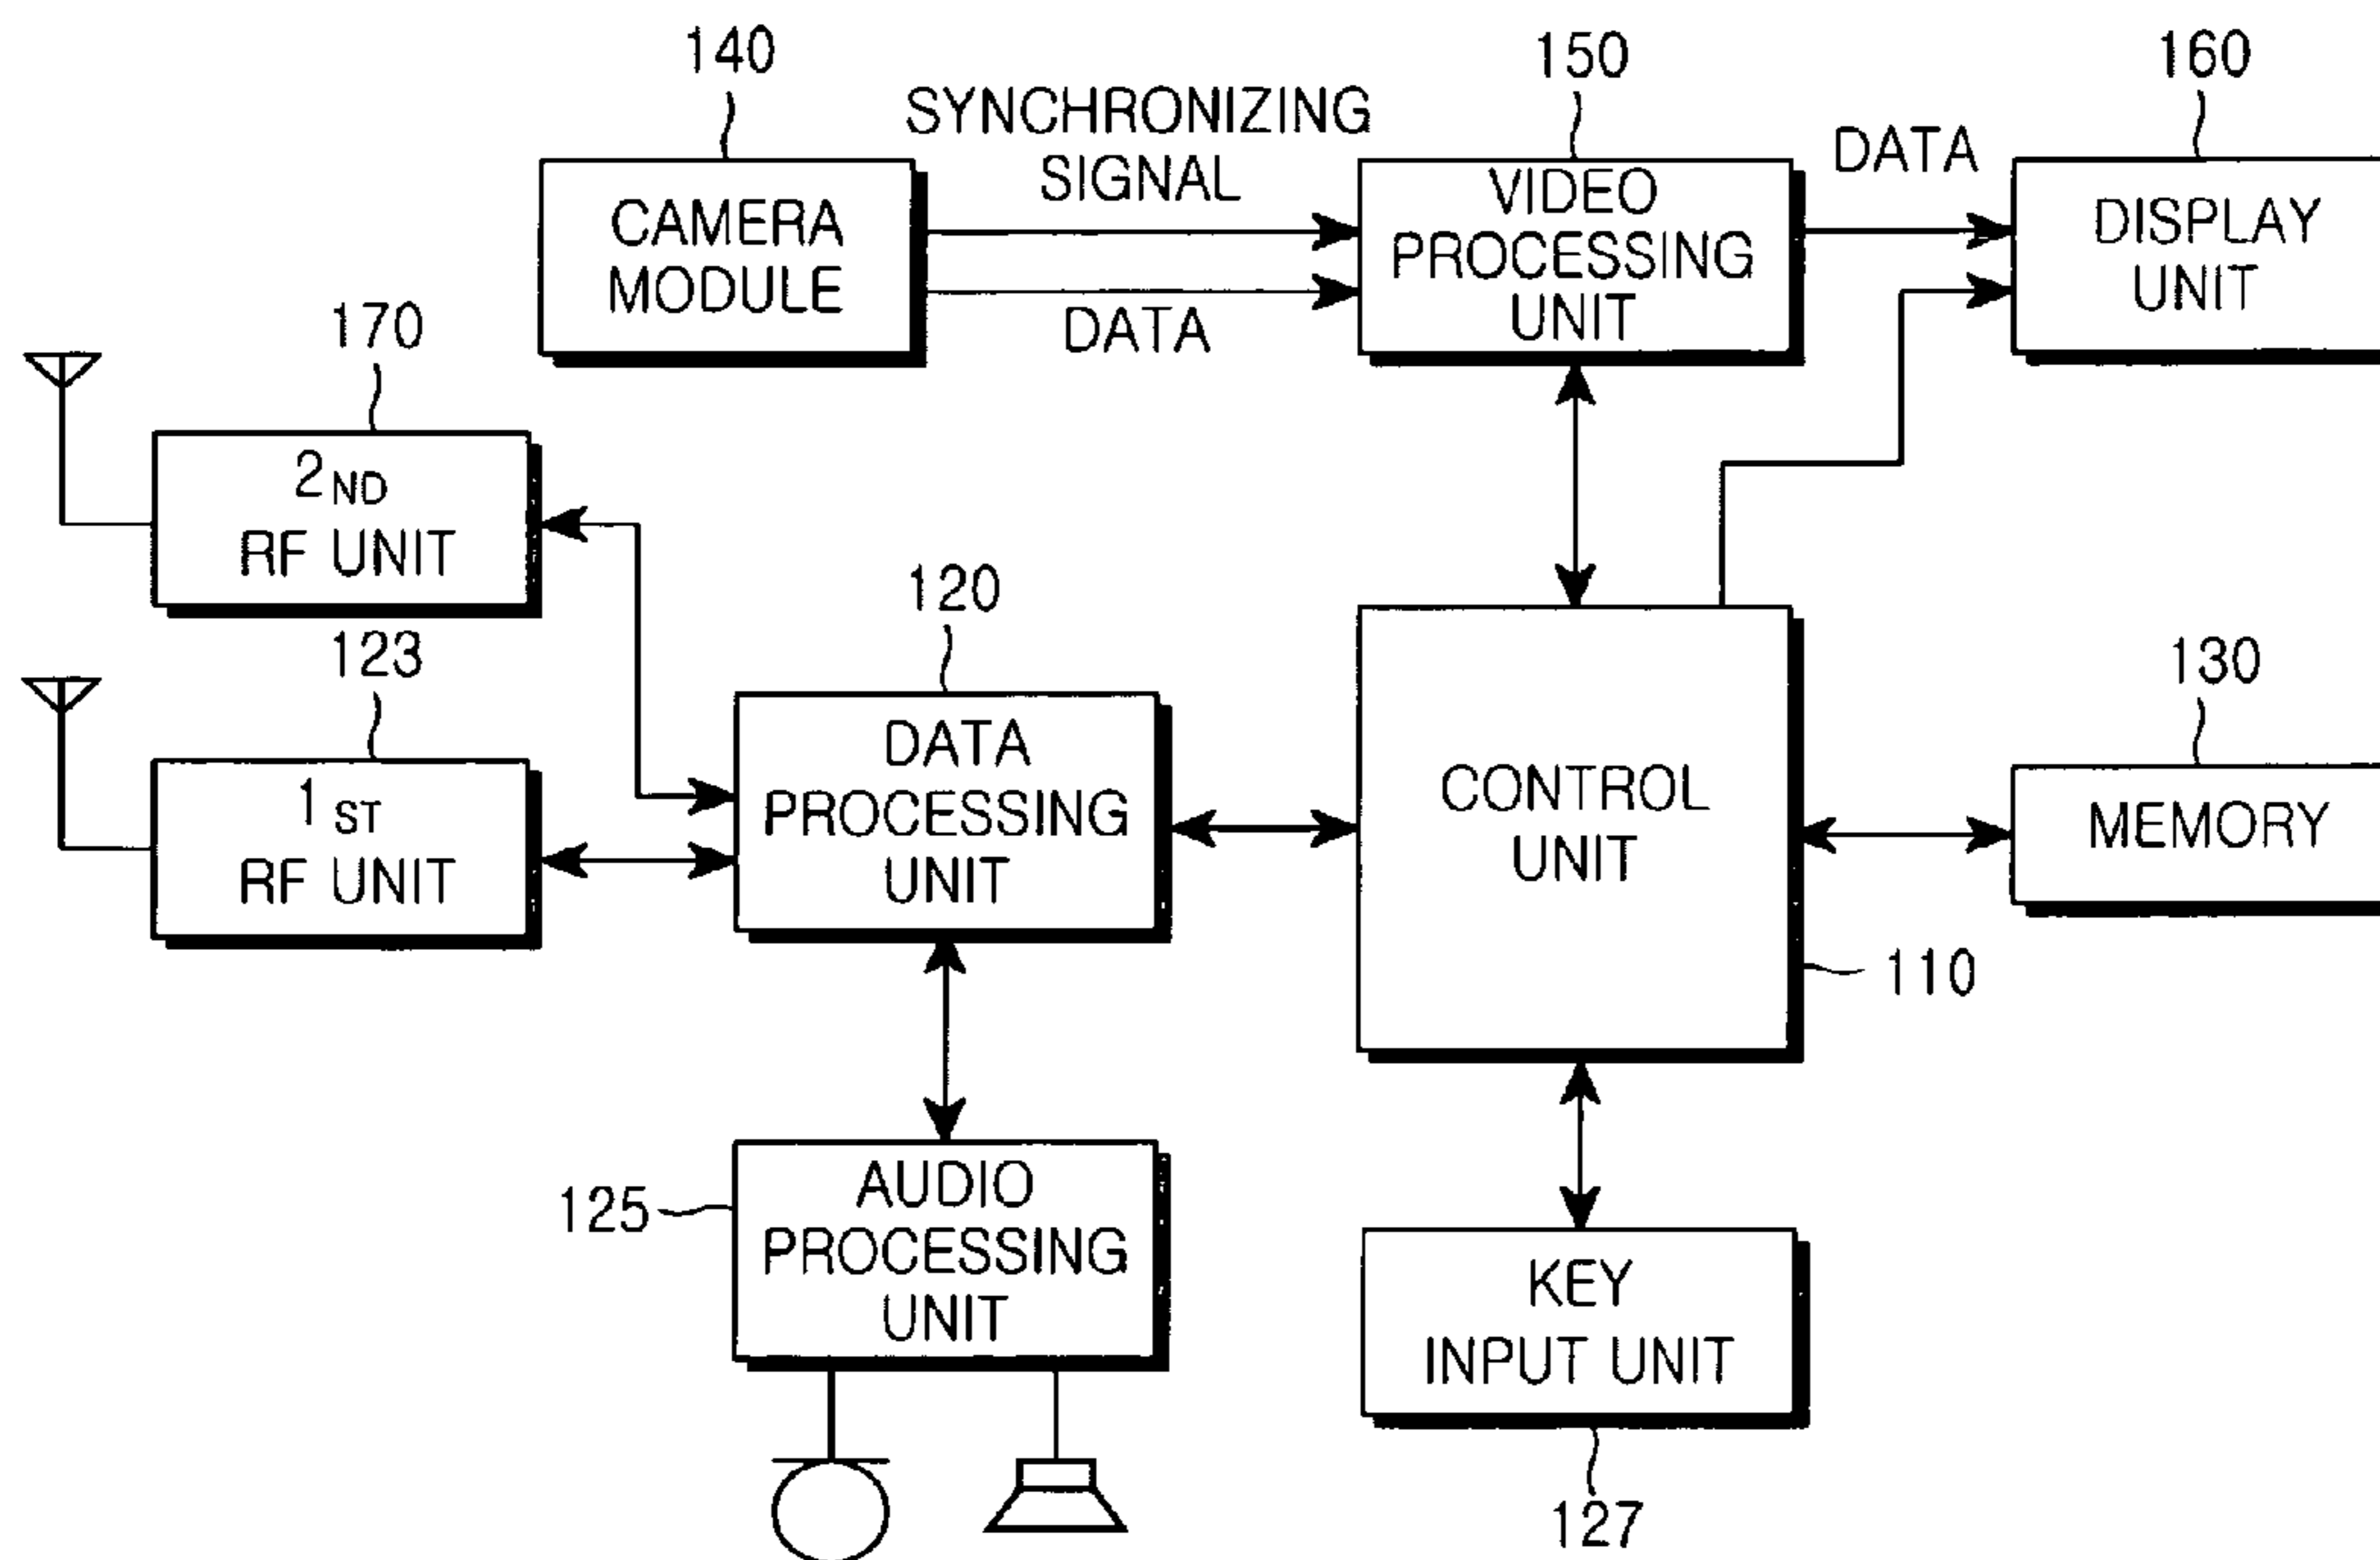 140
SYNCHRONIZING
SIGNAL
150
DATA
160
CAMERA
MODULE
DATA
VIDEO
PROCESSING
UNIT
DISPLAY
UNIT
170
2ND
RF UNIT
123
1ST
RF UNIT
120
DATA
PROCESSING
UNIT
CONTROL
UNIT
110
130
MEMORY
125
AUDIO
PROCESSING
UNIT
KEY
INPUT UNIT
127